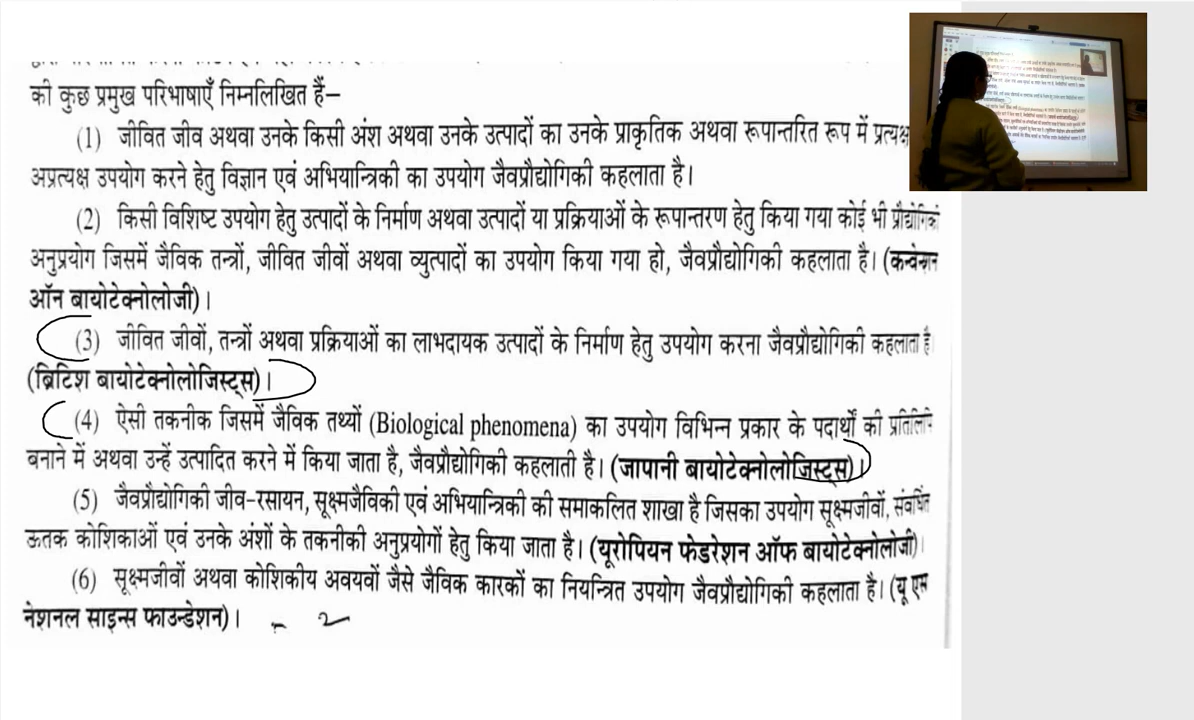 की कुछ प्रमुख परिभाषाएँ निम्नलिखित हैं–
(1) जीवित जीव अथवा उनके किसी अंश अथवा उनके उत्पादों का उनके प्राकृतिक अथवा रूपान्तरित रूप में प्रत्यक्ष
अप्रत्यक्ष उपयोग करने हेतु विज्ञान एवं अभियान्त्रिकी का उपयोग जैवप्रौद्योगिकी कहलाता है।
(2) किसी विशिष्ट उपयोग हेतु उत्पादों के निर्माण अथवा उत्पादों या प्रक्रियाओं के रूपान्तरण हेतु किया गया कोई भी प्रौद्योगिकी
अनुप्रयोग जिसमें जैविक तन्त्रों, जीवित जीवों अथवा व्युत्पादों का उपयोग किया गया हो, जैवप्रौद्योगिकी कहलाता है। (कन्वेन्शन
ऑन बायोटेक्नोलोजी)।
(3) जीवित जीवों, तन्त्रों अथवा प्रक्रियाओं का लाभदायक उत्पादों के निर्माण हेतु उपयोग करना जैवप्रौद्योगिकी कहलाता है।
(ब्रिटिश बायोटेक्नोलोजिस्ट्स)।
(4) ऐसी तकनीक जिसमें जैविक तथ्यों (Biological phenomena) का उपयोग विभिन्न प्रकार के पदार्थों की प्रतिलिपि
बनाने में अथवा उन्हें उत्पादित करने में किया जाता है, जैवप्रौद्योगिकी कहलाती है। (जापानी बायोटेक्नोलोजिस्ट्स)।
(5) जैवप्रौद्योगिकी जीव-रसायन, सूक्ष्मजैविकी एवं अभियान्त्रिकी की समाकलित शाखा है जिसका उपयोग सूक्ष्मजीवों, संवर्धित
ऊतक कोशिकाओं एवं उनके अंशों के तकनीकी अनुप्रयोगों हेतु किया जाता है। (यूरोपियन फेडरेशन ऑफ बायोटेक्नोलोजी)।
(6) सूक्ष्मजीवों अथवा कोशिकीय अवयवों जैसे जैविक कारकों का नियन्त्रित उपयोग जैवप्रौद्योगिकी कहलाता है। (यू एस
नेशनल साइन्स फाउन्डेशन)।